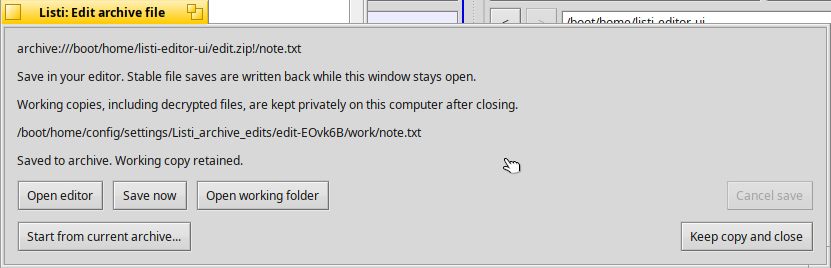 Listi: Edit archive file
/boot/home/listi-editor-ui
archive:///boot/home/listi-editor-ui/edit.zip!/note.txt
Save in your editor. Stable file saves are written back while this window stays open.
Working copies, including decrypted files, are kept privately on this computer after closing.
/boot/home/config/settings/Listi_archive_edits/edit-EOvk6B/work/note.txt
Saved to archive. Working copy retained.
Open editor
Save now
Open working folder
Cancel save
Start from current archive...
Keep copy and close